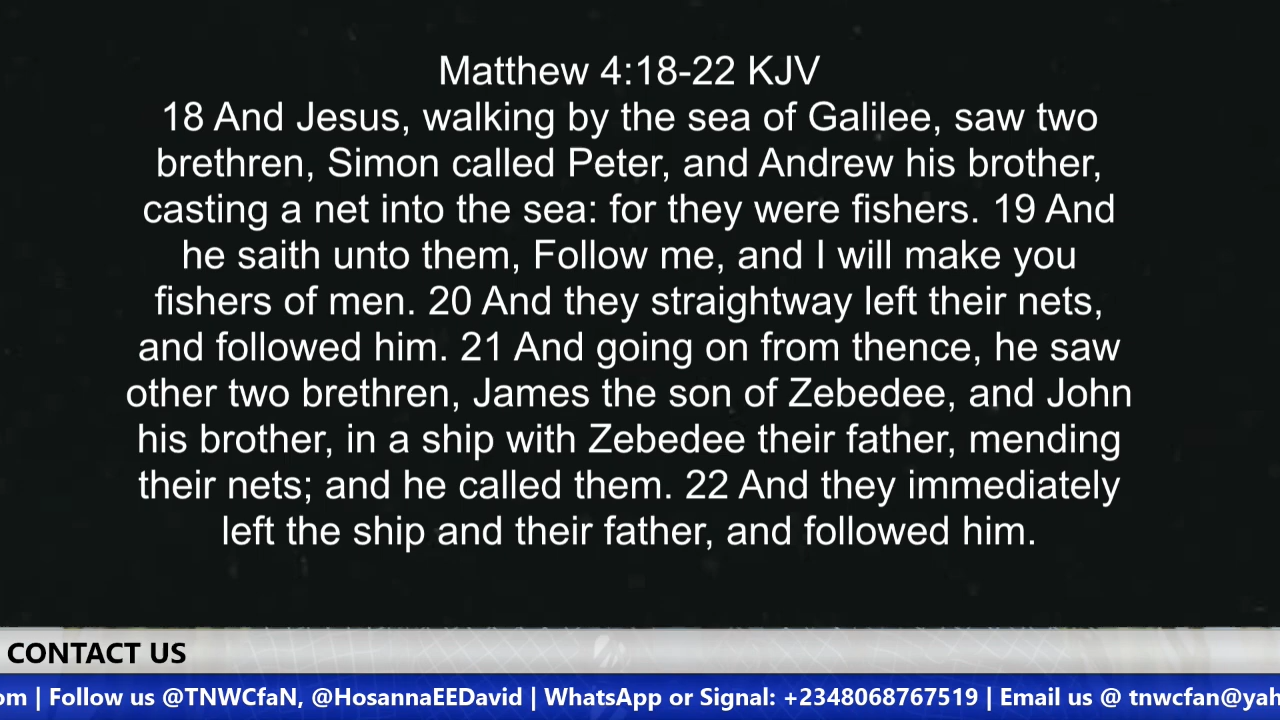 Matthew 4:18-22 KJV
18 And Jesus, walking by the sea of Galilee, saw two
brethren, Simon called Peter, and Andrew his brother,
casting a net into the sea: for they were fishers. 19 And
he saith unto them, Follow me, and I will make you
fishers of men. 20 And they straightway left their nets,
and followed him. 21 And going on from thence, he saw
other two brethren, James the son of Zebedee, and John
his brother, in a ship with Zebedee their father, mending
their nets; and he called them. 22 And they immediately
left the ship and their father, and followed him.
CONTACT US
om | Follow us @TNWCfaN, @HosannaEEDavid | WhatsApp or Signal: +2348068767519 | Email us @ tnwcfan@yah